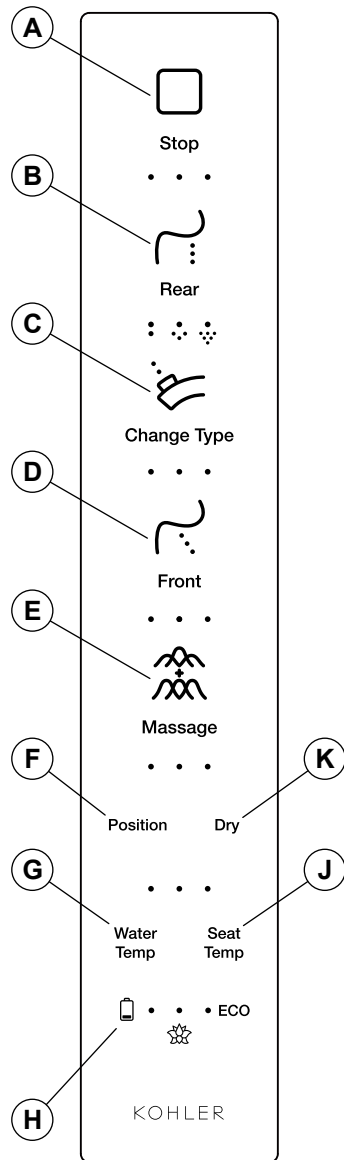 A
Stop
B
Rear
C
Change Type
D
Front
E
Massage
F
K
Position Dry
G
J
Water Seat
Temp Temp
ECO
H
KOHLER